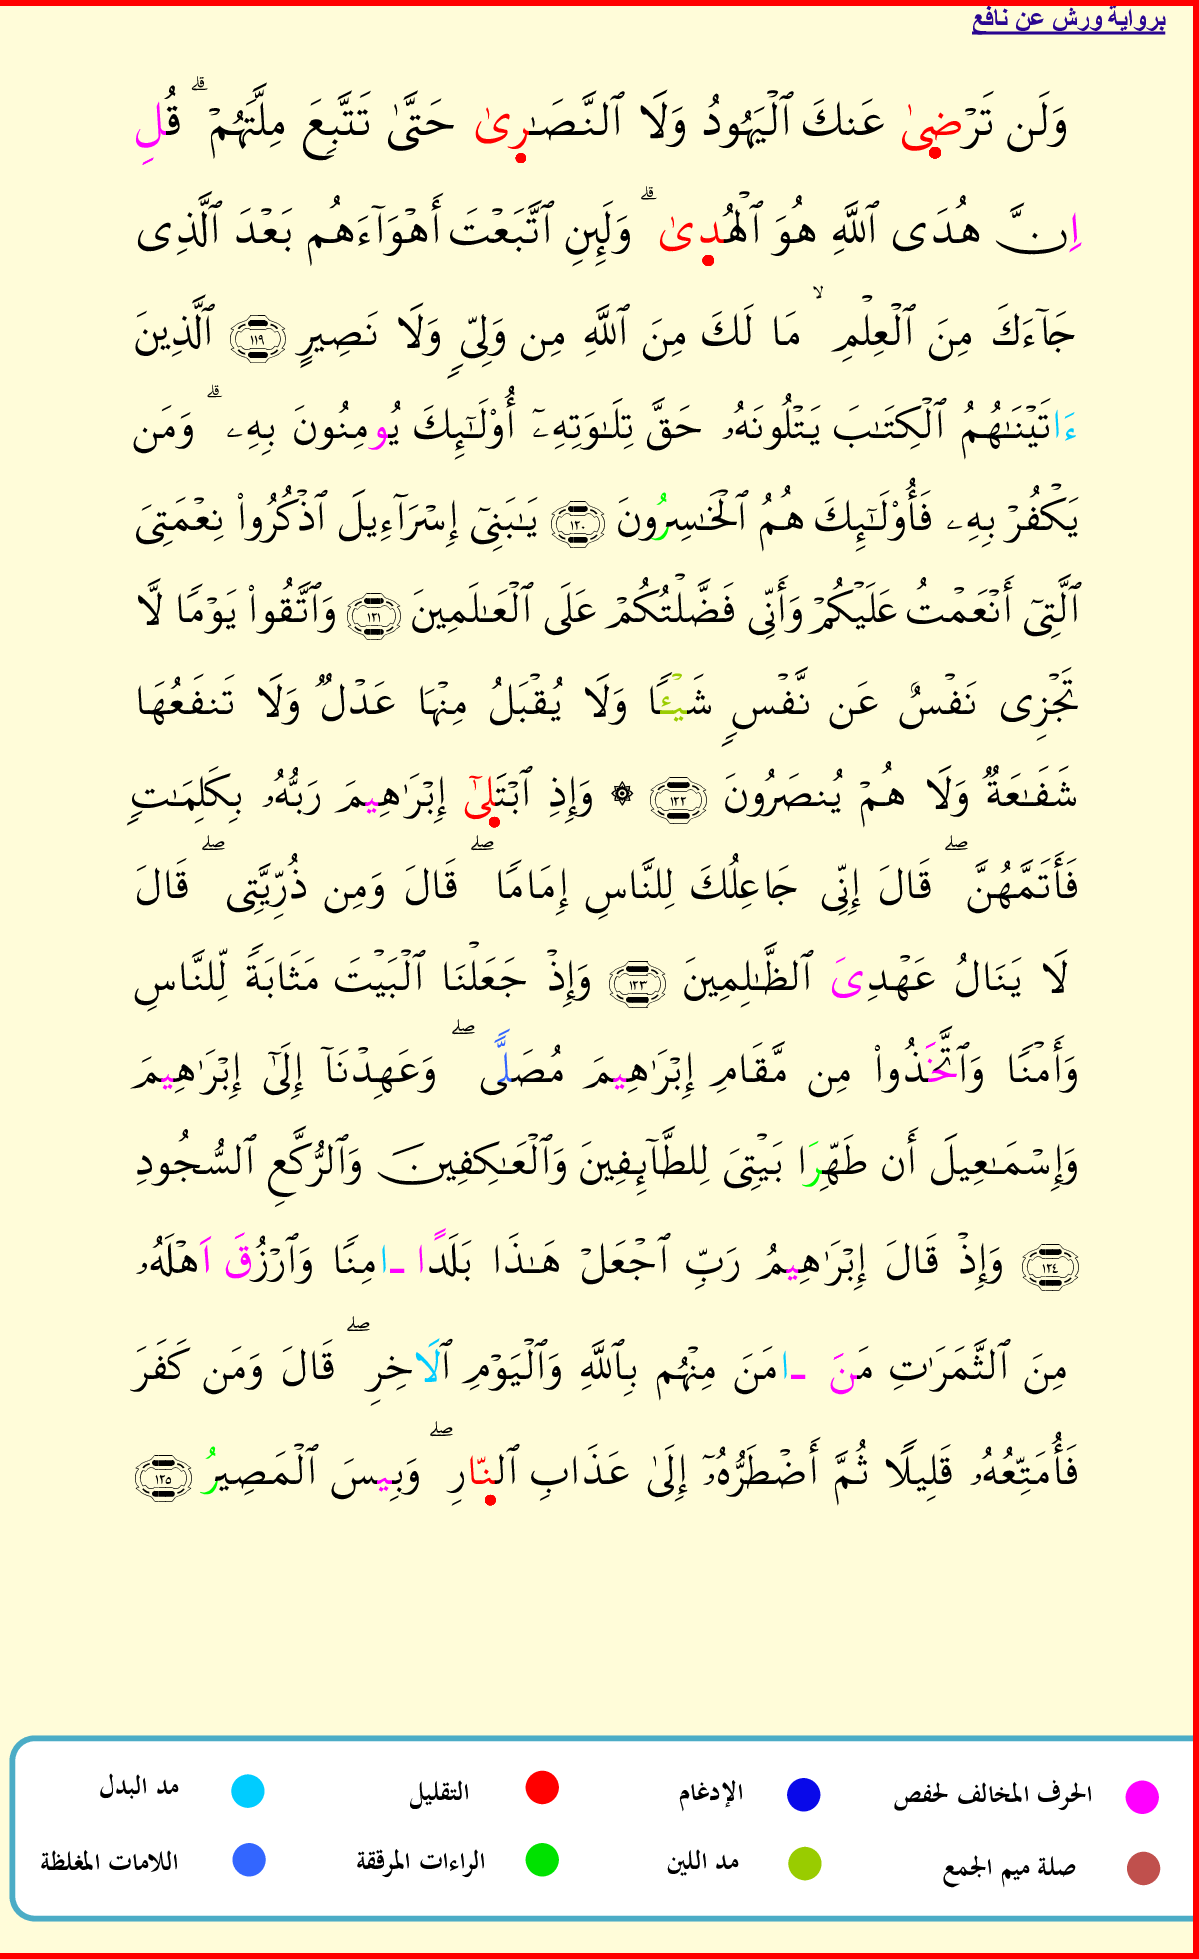 برواية ورش عن نافع
وَلَن تَرْضِىٰ عَنكَ ٱلْيَهُودُ وَلَا ٱلنَّصَـٰرِىٰ حَتَّىٰ تَتَّبِعَ مِلَّتَهُمْ ۗ قُلِ
اِنَّ هُدَى ٱللَّهِ هُوَ ٱلْهُدِىٰ ۗ وَلَئِنِ ٱتَّبَعْتَ أَهْوَآءَهُم بَعْدَ ٱلَّذِى
جَآءَكَ مِنَ ٱلْعِلْمِ ۙ مَا لَكَ مِنَ ٱللَّهِ مِن وَلِىٍّ وَلَا نَصِيرٍ ١١٩ ٱلَّذِينَ
ءَاتَيْنَـٰهُمُ ٱلْكِتَـٰبَ يَتْلُونَهُۥ حَقَّ تِلَـٰوَتِهِۦٓ أُوْلَـٰٓئِكَ يُومِنُونَ بِهِۦ ۗ وَمَن
يَكْفُرْ بِهِۦ فَأُوْلَـٰٓئِكَ هُمُ ٱلْخَـٰسِرُونَ ١٢٠ يَـٰبَنِىٓ إِسْرَآءِيلَ ٱذْكُرُواْ نِعْمَتِىَ
ٱلَّتِىٓ أَنْعَمْتُ عَلَيْكُمْ وَأَنِّى فَضَّلْتُكُمْ عَلَى ٱلْعَـٰلَمِينَ ١٢١ وَٱتَّقُواْ يَوْمًا لَّا
تَجْزِى نَفْسٌ عَن نَّفْسٍ شَيْـًٔا وَلَا يُقْبَلُ مِنْهَا عَدْلٌ وَلَا تَنفَعُهَا
شَفَـٰعَةٌ وَلَا هُمْ يُنصَرُونَ ١٢٢ ۞ وَإِذِ ٱبْتَلِىٰٓ إِبْرَٰهِيمَ رَبُّهُۥ بِكَلِمَـٰتٍ
فَأَتَمَّهُنَّ ۖ قَالَ إِنِّى جَاعِلُكَ لِلنَّاسِ إِمَامًا ۖ قَالَ وَمِن ذُرِّيَّتِى ۖ قَالَ
لَا يَنَالُ عَهْدِىَ ٱلظَّـٰلِمِينَ ١٢٣ وَإِذْ جَعَلْنَا ٱلْبَيْتَ مَثَابَةً لِّلنَّاسِ
وَأَمْنًا وَٱتَّخَذُواْ مِن مَّقَامِ إِبْرَٰهِيمَ مُصَلًّى ۖ وَعَهِدْنَآ إِلَىٰٓ إِبْرَٰهِيمَ
وَإِسْمَـٰعِيلَ أَن طَهِّرَا بَيْتِىَ لِلطَّآئِفِينَ وَٱلْعَـٰكِفِينَ وَٱلرُّكَّعِ ٱلسُّجُودِ
١٢٤ وَإِذْ قَالَ إِبْرَٰهِيمُ رَبِّ ٱجْعَلْ هَـٰذَا بَلَدًا ـامِنًا وَٱرْزُقَ اَهْلَهُۥ
مِنَ ٱلثَّمَرَٰتِ مَنَ ـامَنَ مِنْهُم بِٱللَّهِ وَٱلْيَوْمِ ٱلَاخِرِ ۖ قَالَ وَمَن كَفَرَ
فَأُمَتِّعُهُۥ قَلِيلًا ثُمَّ أَضْطَرُّهُۥٓ إِلَىٰ عَذَابِ ٱلنِّارِ ۖ وَبِيسَ ٱلْمَصِيرُ ١٢٥
الحرف المخالف لحفص الإدغام التقليل مد البدل
صلة ميم الجمع مد اللين الراءات المرققة اللامات المغلظة